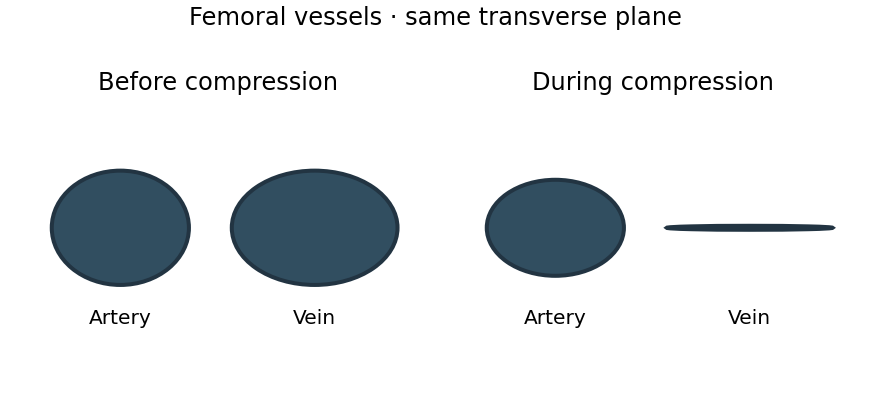 Femoral vessels · same transverse plane
Before compression
During compression
Artery
Vein
Artery
Vein